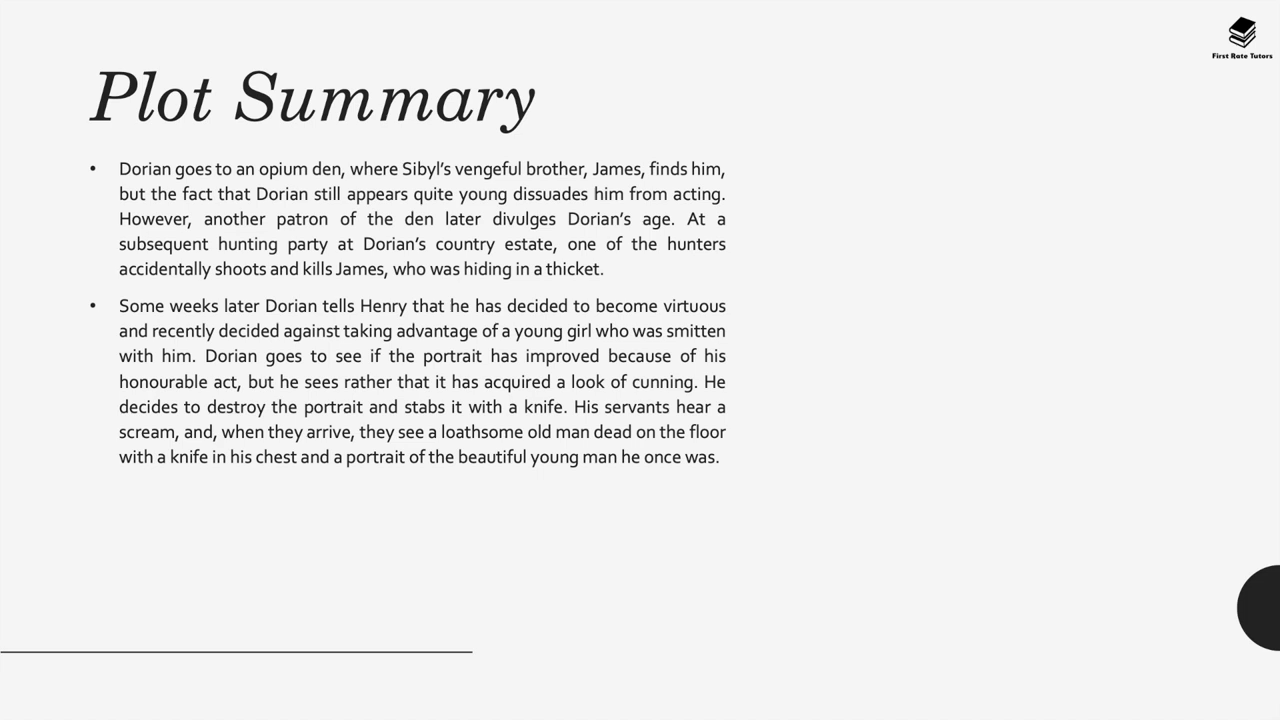 First Rate Tutors
Plot Summary
• Dorian goes to an opium den, where Sibyl’s vengeful brother, James, finds him,
but the fact that Dorian still appears quite young dissuades him from acting.
However, another patron of the den later divulges Dorian’s age. At a
subsequent hunting party at Dorian’s country estate, one of the hunters
accidentally shoots and kills James, who was hiding in a thicket.
• Some weeks later Dorian tells Henry that he has decided to become virtuous
and recently decided against taking advantage of a young girl who was smitten
with him. Dorian goes to see if the portrait has improved because of his
honourable act, but he sees rather that it has acquired a look of cunning. He
decides to destroy the portrait and stabs it with a knife. His servants hear a
scream, and, when they arrive, they see a loathsome old man dead on the floor
with a knife in his chest and a portrait of the beautiful young man he once was.